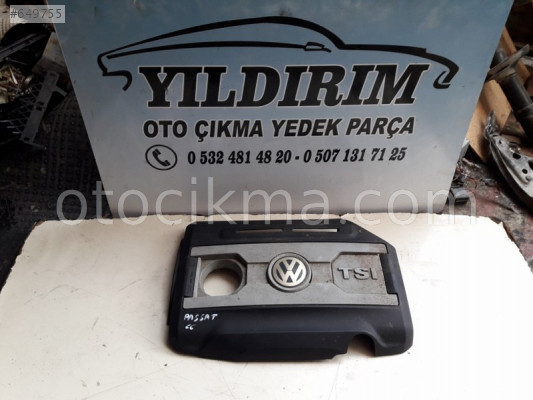 #649755
YILDIRIM
OTO ÇIKMA YEDEK PARÇA
0 532 481 48 20 - 0 507 131 71 25
otocikma.com
TSI
PASSAT
CC